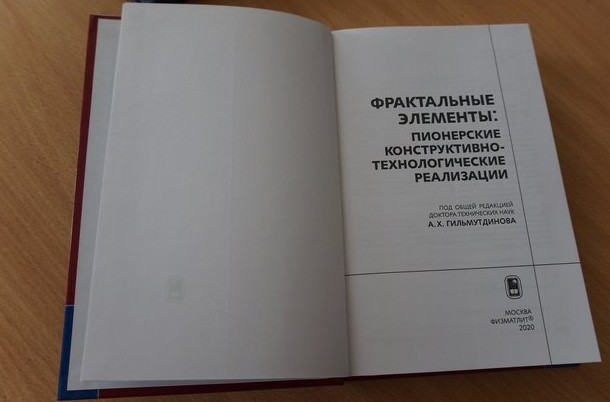 ФРАКТАЛЬНЫЕ
ЭЛЕМЕНТЫ:
ПИОНЕРСКИЕ
КОНСТРУКТИВНО-
ТЕХНОЛОГИЧЕСКИЕ
РЕАЛИЗАЦИИ
ПОД ОБЩЕЙ РЕДАКЦИЕЙ
ДОКТОРА ТЕХНИЧЕСКИХ НАУК
А. Х. ГИЛЬМУТДИНОВА
МОСКВА
ФИЗМАТЛИТ®
2020